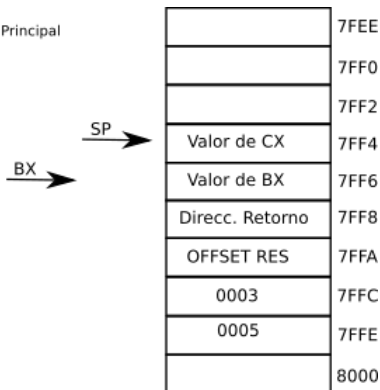 Principal
7FEE
7FF0
7FF2
SP
Valor de CX 7FF4
BX
Valor de BX 7FF6
Direcc. Retorno 7FF8
OFFSET RES 7FFA
0003 7FFC
0005 7FFE
8000